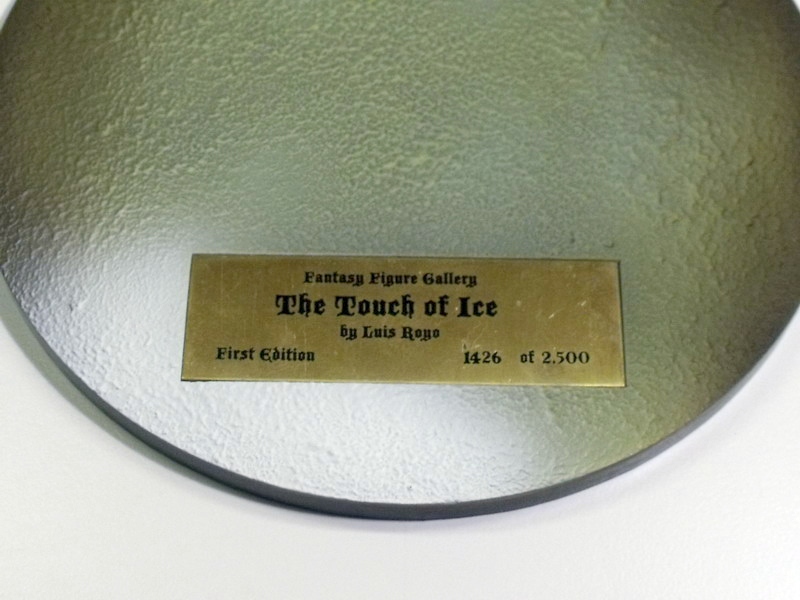 Fantasy Figure Gallery
The Touch of Ice
by Luis Royo
First Edition 1426 of 2.500